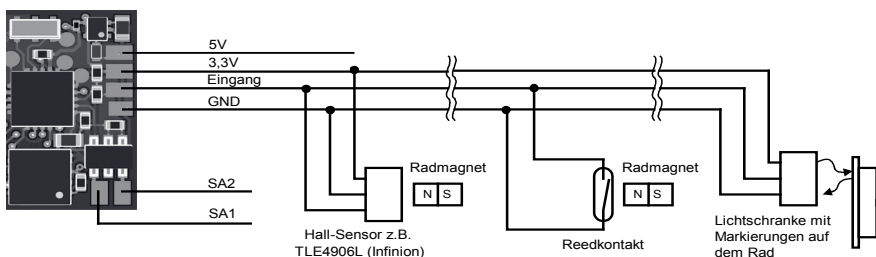 5V
3,3V
Eingang
GND
SA2
SA1
Radmagnet
N S
Hall-Sensor z.B.
TLE4906L (Infinion)
Radmagnet
N S
Reedkontakt
Lichtschranke mit
Markierungen auf
dem Rad